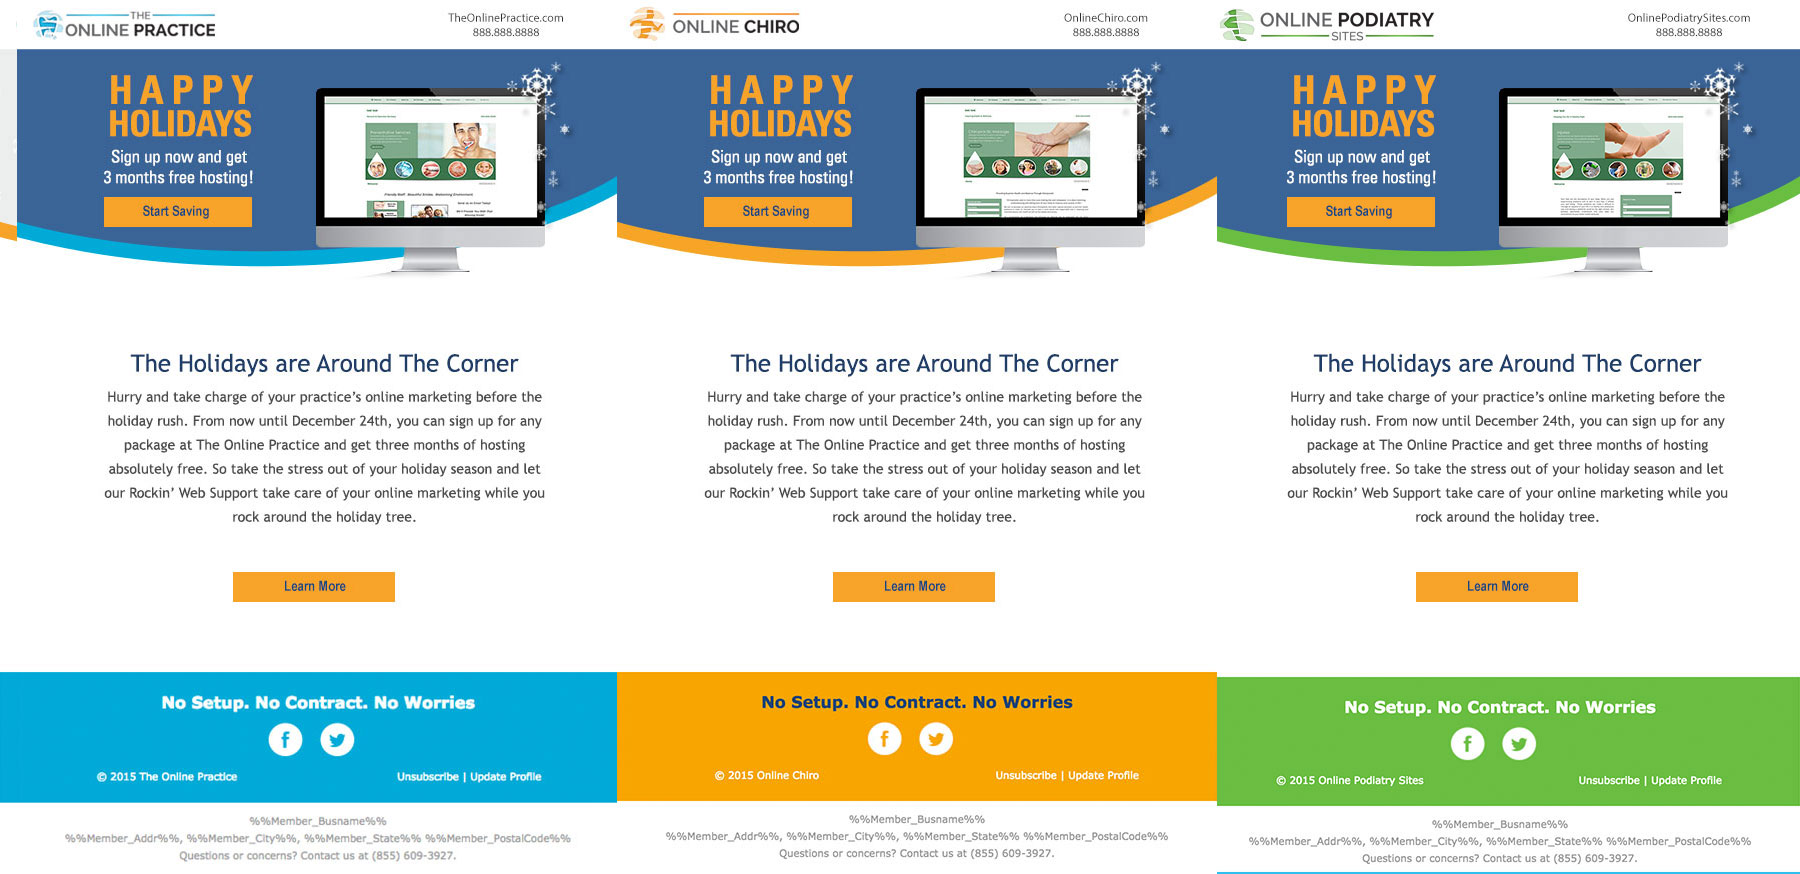 THE
ONLINE PRACTICE
TheOnlinePractice.com
888.888.8888
HAPPY
HOLIDAYS
Sign up now and get
3 months free hosting!
Start Saving
The Holidays are Around The Corner
Hurry and take charge of your practice's online marketing before the
holiday rush. From now until December 24th, you can sign up for any
package at The Online Practice and get three months of hosting
absolutely free. So take the stress out of your holiday season and let
our Rockin' Web Support take care of your online marketing while you
rock around the holiday tree.
Learn More
No Setup. No Contract. No Worries
© 2015 The Online Practice
Unsubscribe | Update Profile
%%Member_Busname%%
%%Member_Addr%%, %%Member_City%%, %%Member_State%% %%Member_PostalCode%%
Questions or concerns? Contact us at (855) 609-3927.
ONLINE CHIRO
OnlineChiro.com
888.888.8888
HAPPY
HOLIDAYS
Sign up now and get
3 months free hosting!
Start Saving
The Holidays are Around The Corner
Hurry and take charge of your practice's online marketing before the
holiday rush. From now until December 24th, you can sign up for any
package at The Online Practice and get three months of hosting
absolutely free. So take the stress out of your holiday season and let
our Rockin' Web Support take care of your online marketing while you
rock around the holiday tree.
Learn More
No Setup. No Contract. No Worries
© 2015 Online Chiro
Unsubscribe | Update Profile
%%Member_Busname%%
%%Member_Addr%%, %%Member_City%%, %%Member_State%% %%Member_PostalCode%%
Questions or concerns? Contact us at (855) 609-3927.
ONLINE PODIATRY
SITES
OnlinePodiatrySites.com
888.888.8888
HAPPY
HOLIDAYS
Sign up now and get
3 months free hosting!
Start Saving
The Holidays are Around The Corner
Hurry and take charge of your practice's online marketing before the
holiday rush. From now until December 24th, you can sign up for any
package at The Online Practice and get three months of hosting
absolutely free. So take the stress out of your holiday season and let
our Rockin' Web Support take care of your online marketing while you
rock around the holiday tree.
Learn More
No Setup. No Contract. No Worries
© 2015 Online Podiatry Sites
Unsubscribe | Update Profile
%%Member_Busname%%
%%Member_Addr%%, %%Member_City%%, %%Member_State%% %%Member_PostalCode%%
Questions or concerns? Contact us at (855) 609-3927.